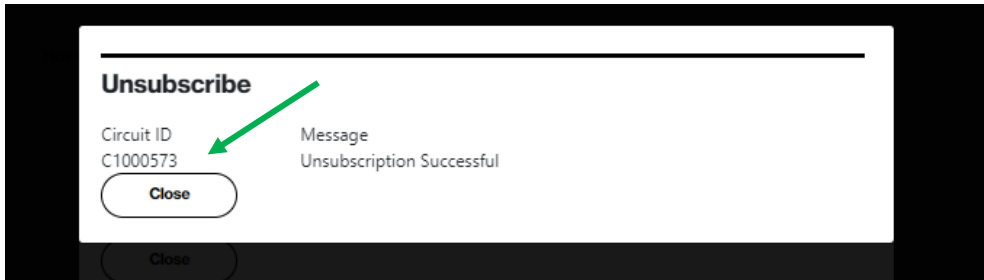 Unsubscribe
Circuit ID Message
C1000573 Unsubscription Successful
Close
Close